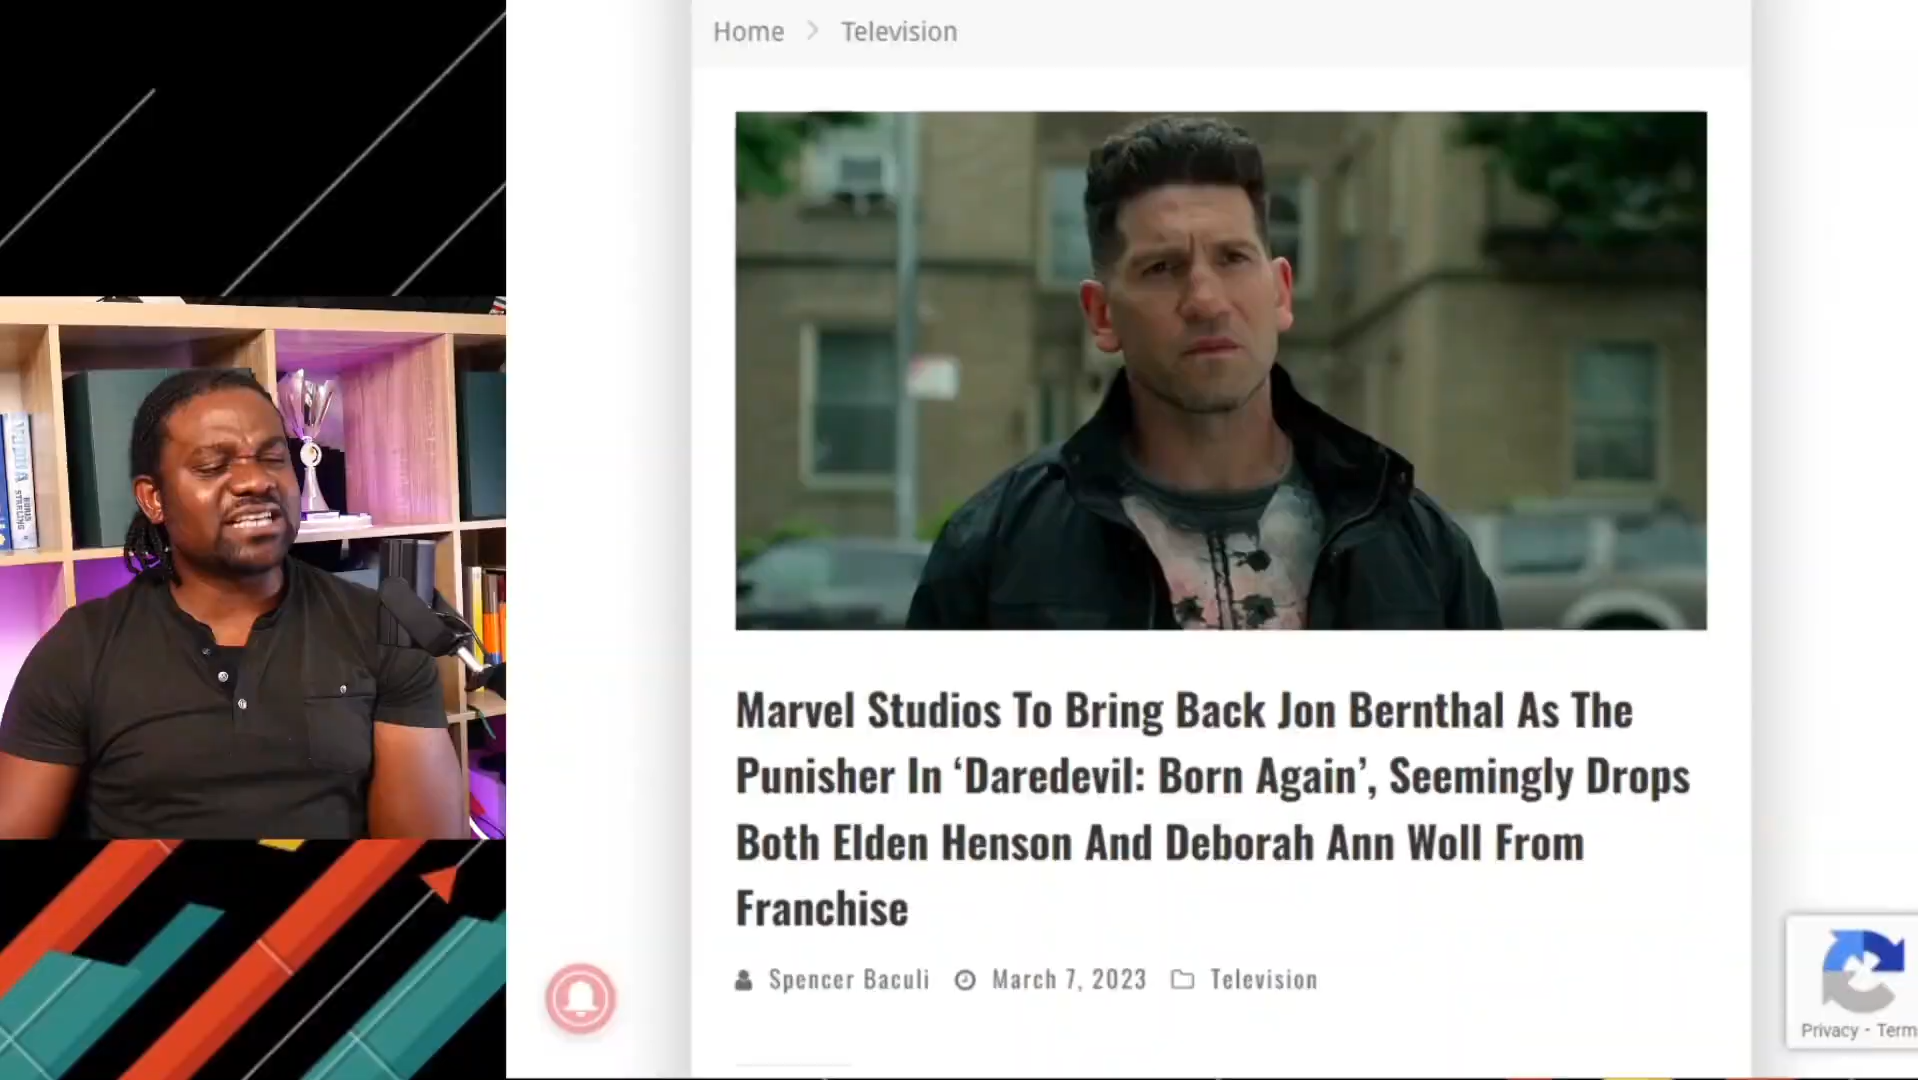 Home > Television
Marvel Studios To Bring Back Jon Bernthal As The
Punisher In ‘Daredevil: Born Again’, Seemingly Drops
Both Elden Henson And Deborah Ann Woll From
Franchise
Spencer Baculi March 7, 2023 Television
Privacy - Term